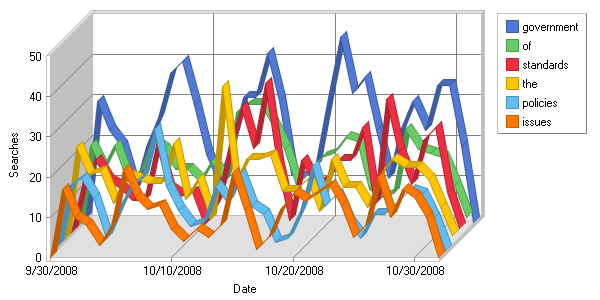 government
of
standards
the
policies
issues
50
40
30
20
10
0
Searches
9/30/2008 10/10/2008 10/20/2008 10/30/2008
Date